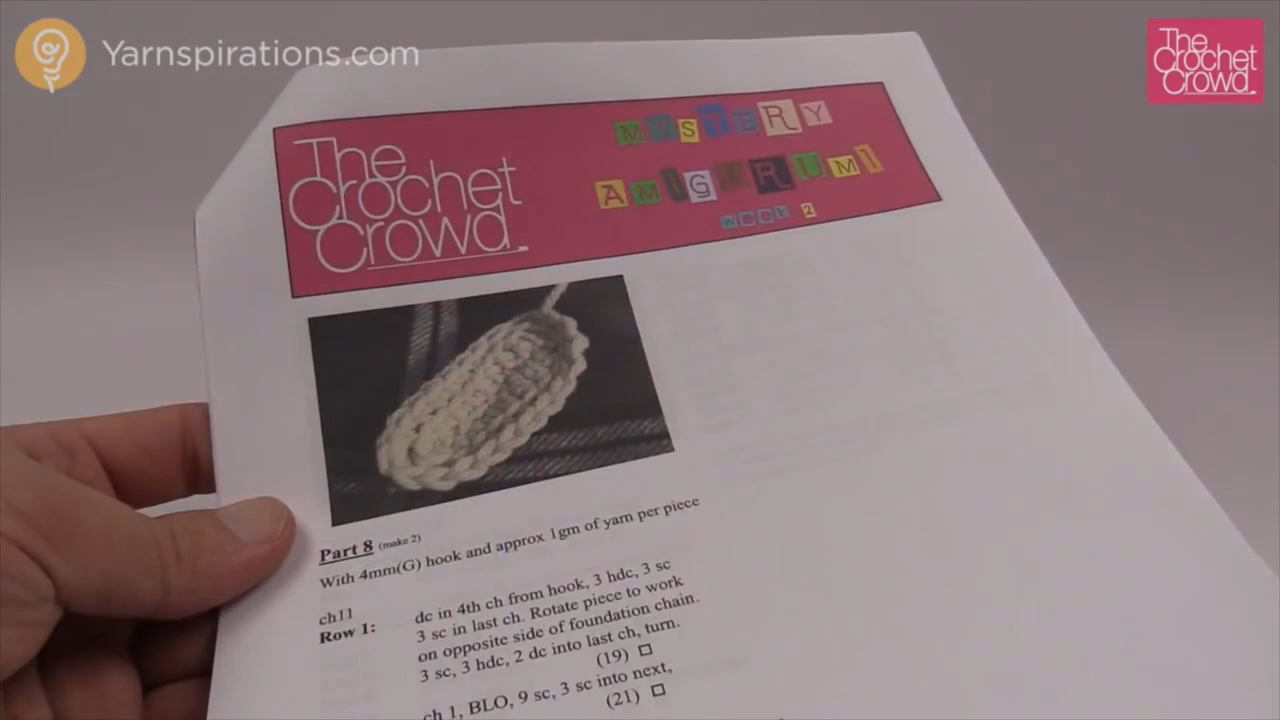 Yarnspirations.com
The
Crochet
Crowd
The
Crochet
Crowd
MYSTERY
AMIGURUMI
week 2
Part 8 (make 2)
With 4mm(G) hook and approx 1gm of yarn per piece
ch11
Row 1: dc in 4th ch from hook, 3 hdc, 3 sc
3 sc in last ch. Rotate piece to work
on opposite side of foundation chain.
3 sc, 3 hdc, 2 dc into last ch, turn.
(19) ☐
ch 1, BLO, 9 sc, 3 sc into next,
(21) ☐